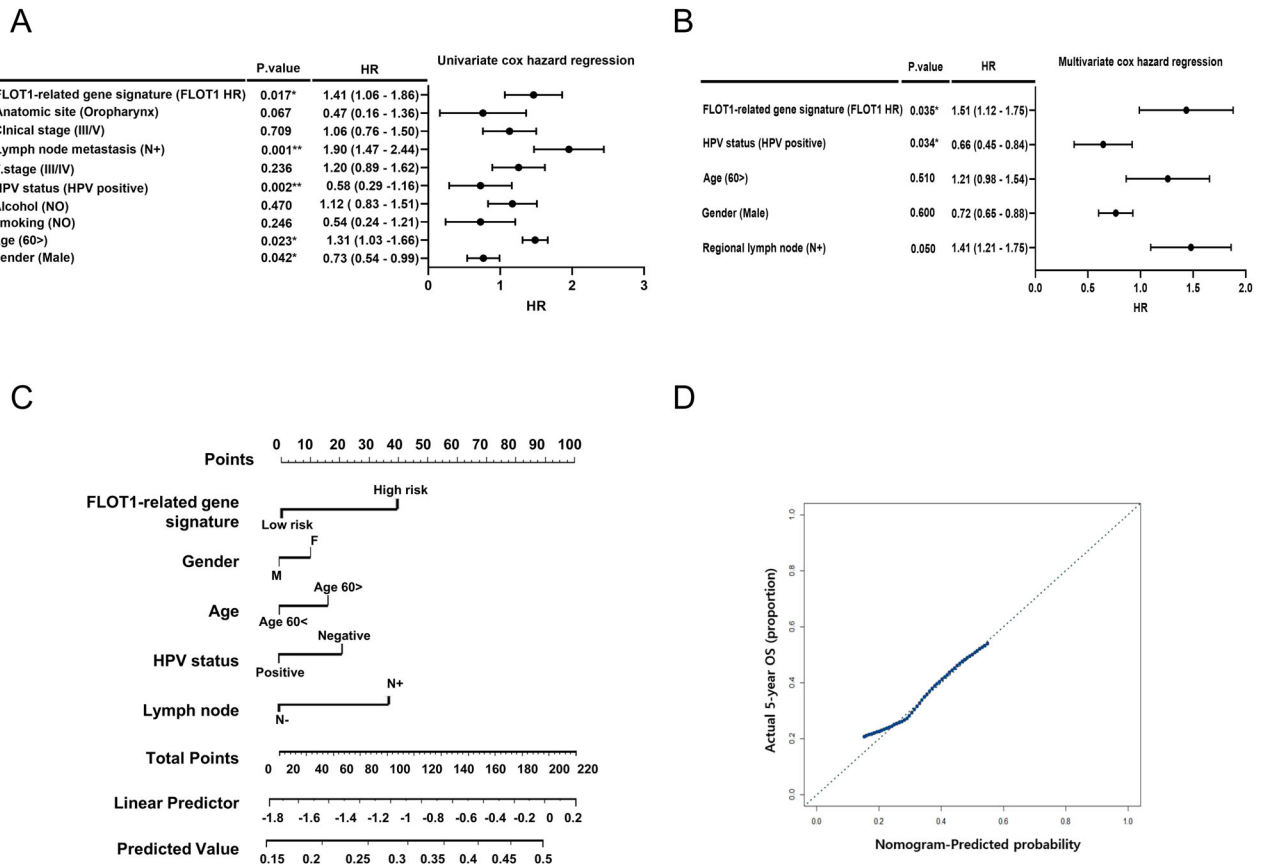 A
Univariate cox hazard regression
P.value HR
FLOT1-related gene signature (FLOT1 HR) 0.017* 1.41 (1.06 - 1.86)
Anatomic site (Oropharynx) 0.067 0.47 (0.16 - 1.36)
Clnical stage (III/V) 0.709 1.06 (0.76 - 1.50)
Lymph node metastasis (N+) 0.001** 1.90 (1.47 - 2.44)
.stage (III/IV) 0.236 1.20 (0.89 - 1.62)
HPV status (HPV positive) 0.002** 0.58 (0.29 -1.16)
Alcohol (NO) 0.470 1.12 ( 0.83 - 1.51)
moking (NO) 0.246 0.54 (0.24 - 1.21)
ge (60>) 0.023* 1.31 (1.03 -1.66)
ender (Male) 0.042* 0.73 (0.54 - 0.99)
0 1 2 3
HR
B
Multivariate cox hazard regression
P.value HR
FLOT1-related gene signature (FLOT1 HR) 0.035* 1.51 (1.12 - 1.75)
HPV status (HPV positive) 0.034* 0.66 (0.45 - 0.84)
Age (60>) 0.510 1.21 (0.98 - 1.54)
Gender (Male) 0.600 0.72 (0.65 - 0.88)
Regional lymph node (N+) 0.050 1.41 (1.21 - 1.75)
0.0 0.5 1.0 1.5 2.0
HR
C
0 10 20 30 40 50 60 70 80 90 100
Points
High risk
FLOT1-related gene
signature
Low risk
F
Gender
M
Age 60>
Age
Age 60<
Negative
HPV status
Positive
N+
Lymph node
N-
Total Points
0 20 40 60 80 100 120 140 160 180 200 220
Linear Predictor
-1.8 -1.6 -1.4 -1.2 -1 -0.8 -0.6 -0.4 -0.2 0 0.2
Predicted Value
0.15 0.2 0.25 0.3 0.35 0.4 0.45 0.5
D
Actual 5-year OS (proportion)
1.0
0.8
0.6
0.4
0.2
0.0
0.0 0.2 0.4 0.6 0.8 1.0
Nomogram-Predicted probability